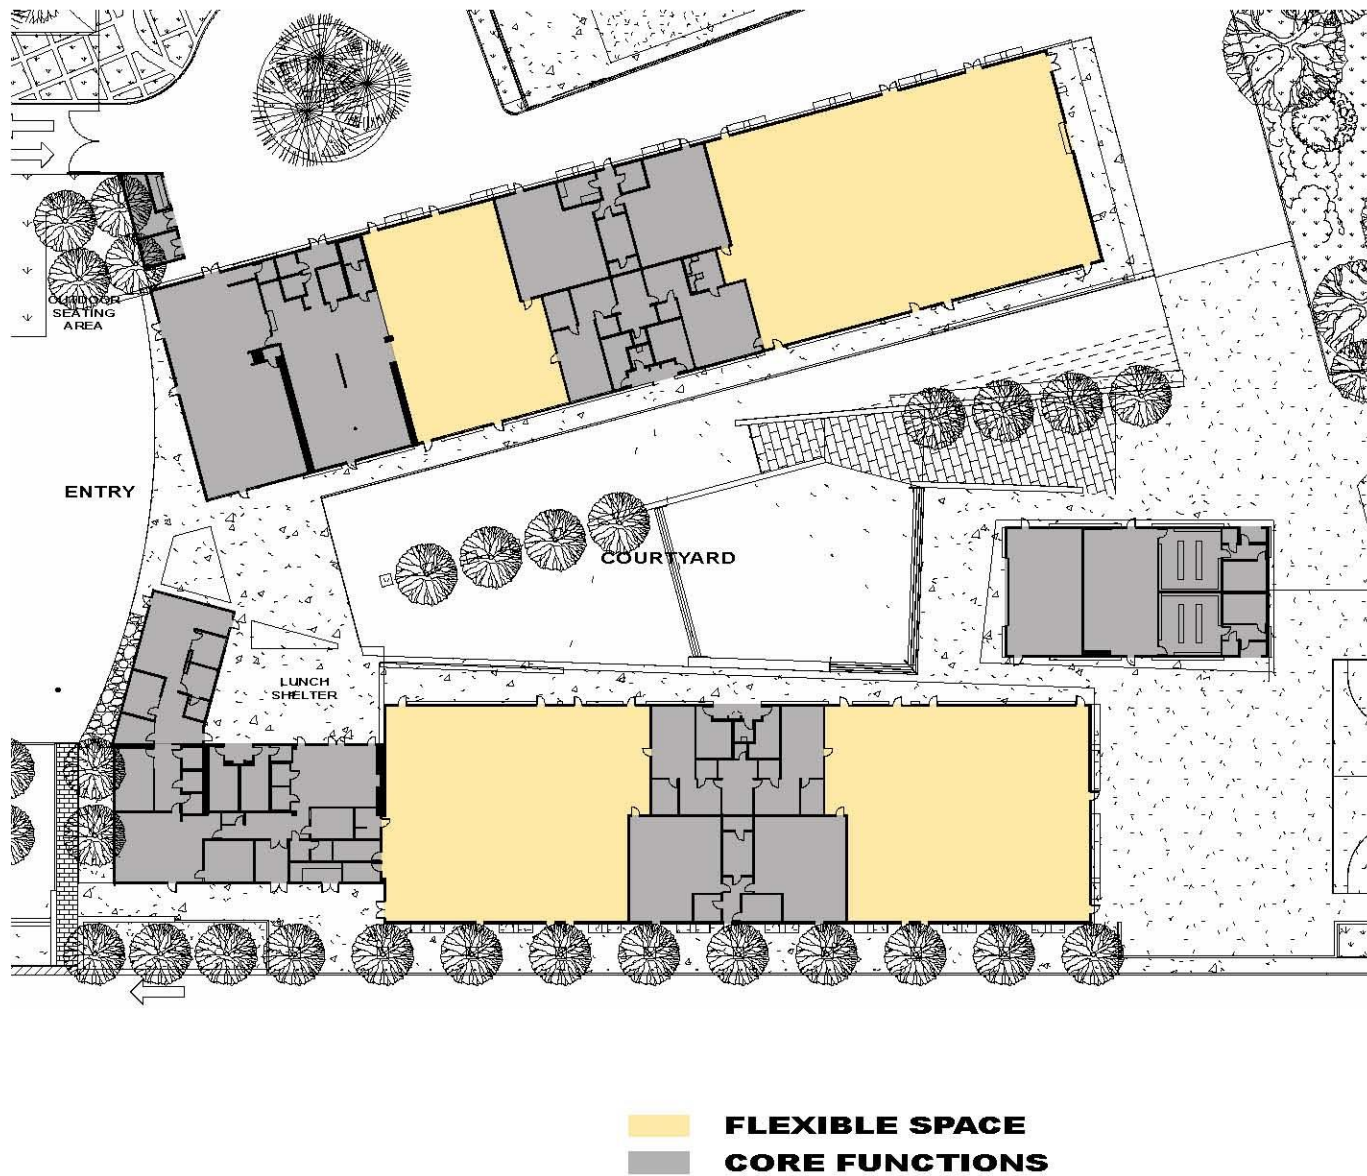 OUTDOOR
SEATING
AREA
ENTRY
COURTYARD
LUNCH
SHELTER
FLEXIBLE SPACE
CORE FUNCTIONS